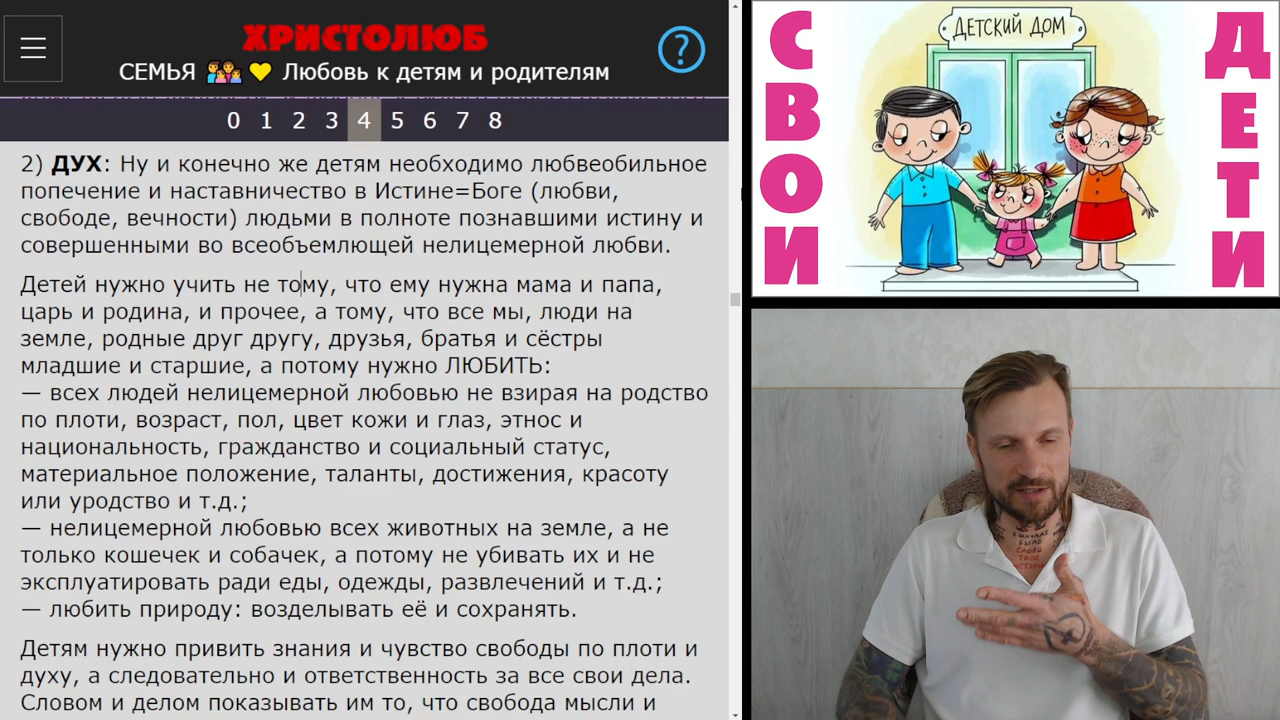 ХРИСТОЛЮБ
СЕМЬЯ 👨‍👩‍👧‍👦 💛 Любовь к детям и родителям
0 1 2 3 4 5 6 7 8
2) ДУХ: Ну и конечно же детям необходимо любвеобильное
попечение и наставничество в Истине=Боге (любви,
свободе, вечности) людьми в полноте познавшими истину и
совершенными во всеобъемлющей нелицемерной любви.
Детей нужно учить не тому, что ему нужна мама и папа,
царь и родина, и прочее, а тому, что все мы, люди на
земле, родные друг другу, друзья, братья и сёстры
младшие и старшие, а потому нужно ЛЮБИТЬ:
— всех людей нелицемерной любовью не взирая на родство
по плоти, возраст, пол, цвет кожи и глаз, этнос и
национальность, гражданство и социальный статус,
материальное положение, таланты, достижения, красоту
или уродство и т.д.;
— нелицемерной любовью всех животных на земле, а не
только кошечек и собачек, а потому не убивать их и не
эксплуатировать ради еды, одежды, развлечений и т.д.;
— любить природу: возделывать её и сохранять.
Детям нужно привить знания и чувство свободы по плоти и
духу, а следовательно и ответственность за все свои дела.
Словом и делом показывать им то, что свобода мысли и
СВОИ
ДЕТСКИЙ ДОМ
ДЕТИ
В НАЧАЛЕ
БЫЛО
СЛОВО